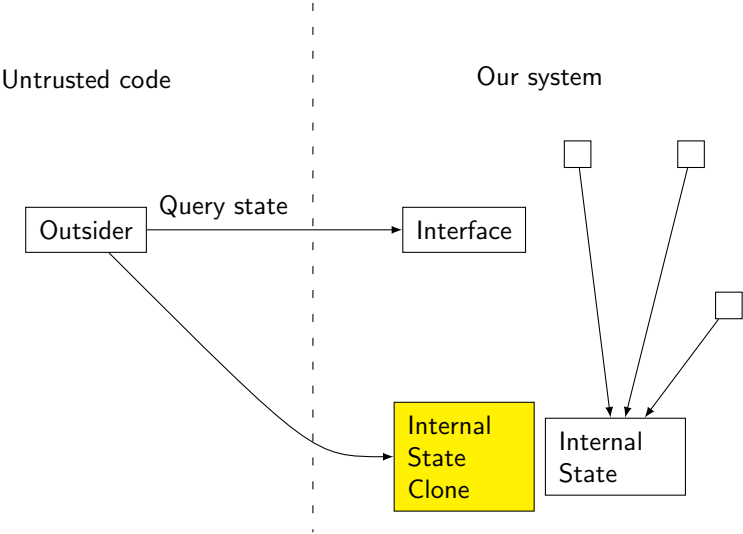 Untrusted code
Our system
Query state
Outsider
Interface
Internal
State
Clone
Internal
State